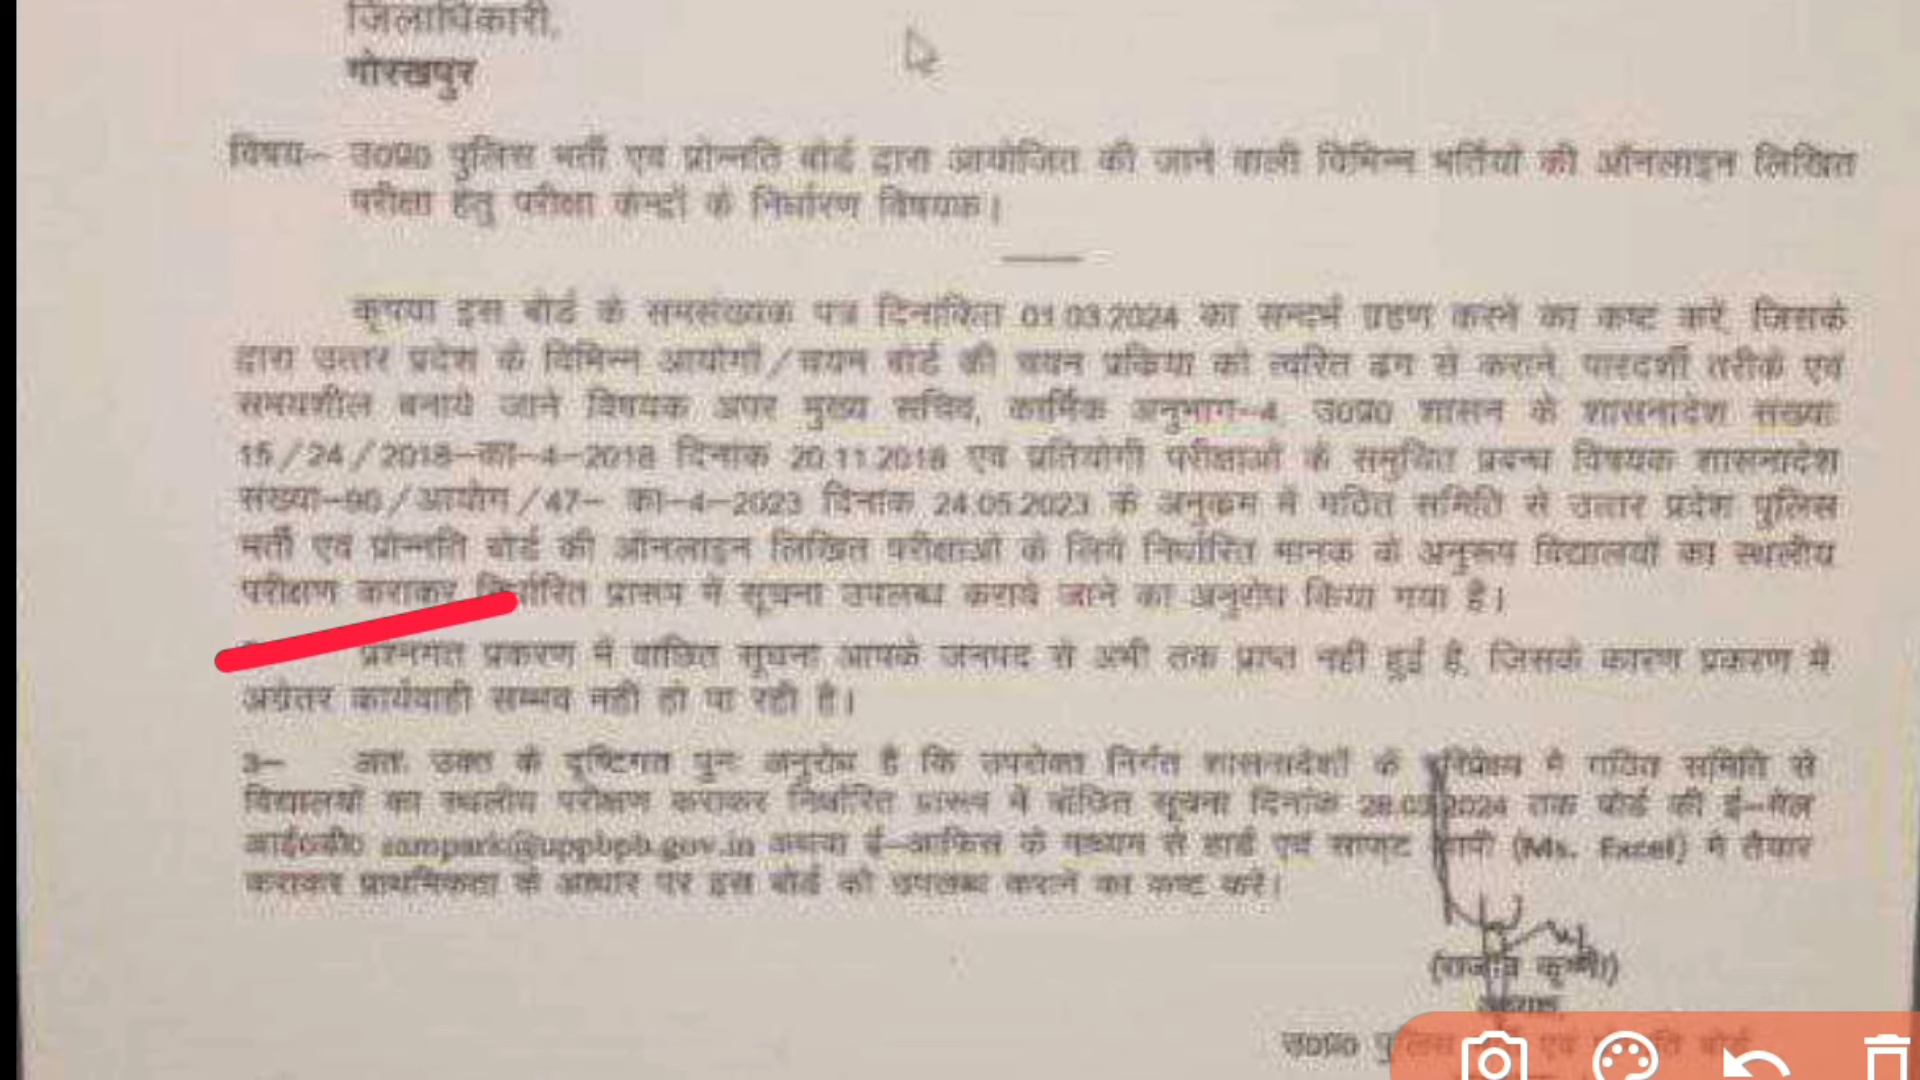 जिलाधिकारी,
गोरखपुर
विषय– उ0प्र0 पुलिस भर्ती एवं प्रोन्नति बोर्ड द्वारा आयोजित की जाने वाली विभिन्न भर्तियों की ऑनलाइन लिखित
परीक्षा हेतु परीक्षा केन्द्रों के निर्धारण विषयक।
कृपया इस बोर्ड के समसंख्यक पत्र दिनांकित 01.03.2024 का सन्दर्भ ग्रहण करने का कष्ट करें, जिसके
द्वारा उत्तर प्रदेश के विभिन्न आयोगों/चयन बोर्ड की चयन प्रकिया को त्वरित ढंग से कराने, पारदर्शी तरीके एवं
समयशील बनाये जाने विषयक अपर मुख्य सचिव, कार्मिक अनुभाग–4, उ0प्र0 शासन के शासनादेश संख्या:
15/24/2018–का–4–2018 दिनांक 20.11.2018 एवं प्रतियोगी परीक्षाओं के समुचित प्रबन्ध विषयक शासनादेश
संख्या–90/आयोग/47– का–4–2023 दिनांक 24.05.2023 के अनुक्रम में गठित समिति से उत्तर प्रदेश पुलिस
भर्ती एवं प्रोन्नति बोर्ड की ऑनलाइन लिखित परीक्षाओं के लिये निर्धारित मानक के अनुरूप विद्यालयों का स्थलीय
परीक्षण कराकर निर्धारित प्रारूप में सूचना उपलब्ध कराये जाने का अनुरोध किया गया है।
प्रश्नगत प्रकरण में वांछित सूचना आपके जनपद से अभी तक प्राप्त नहीं हुई है, जिसके कारण प्रकरण में
अग्रेतर कार्यवाही सम्भव नहीं हो पा रही है।
3– अतः उक्त के दृष्टिगत पुनः अनुरोध है कि उपरोक्त निर्गत शासनादेशों के परिप्रेक्ष्य में गठित समिति से
विद्यालयों का स्थलीय परीक्षण कराकर निर्धारित प्रारूप में वांछित सूचना दिनांक 28.03.2024 तक बोर्ड की ई–मेल
आई0डी0 sampark@uppbpb.gov.in अथवा ई–आफिस के माध्यम से हार्ड एवं साफ्ट कापी (Ms. Excel) में तैयार
कराकर प्राथमिकता के आधार पर इस बोर्ड को उपलब्ध कराने का कष्ट करें।
(राजीव कृष्णा)
अध्यक्ष,
उ0प्र0 पुलिस भर्ती एवं प्रोन्नति बोर्ड